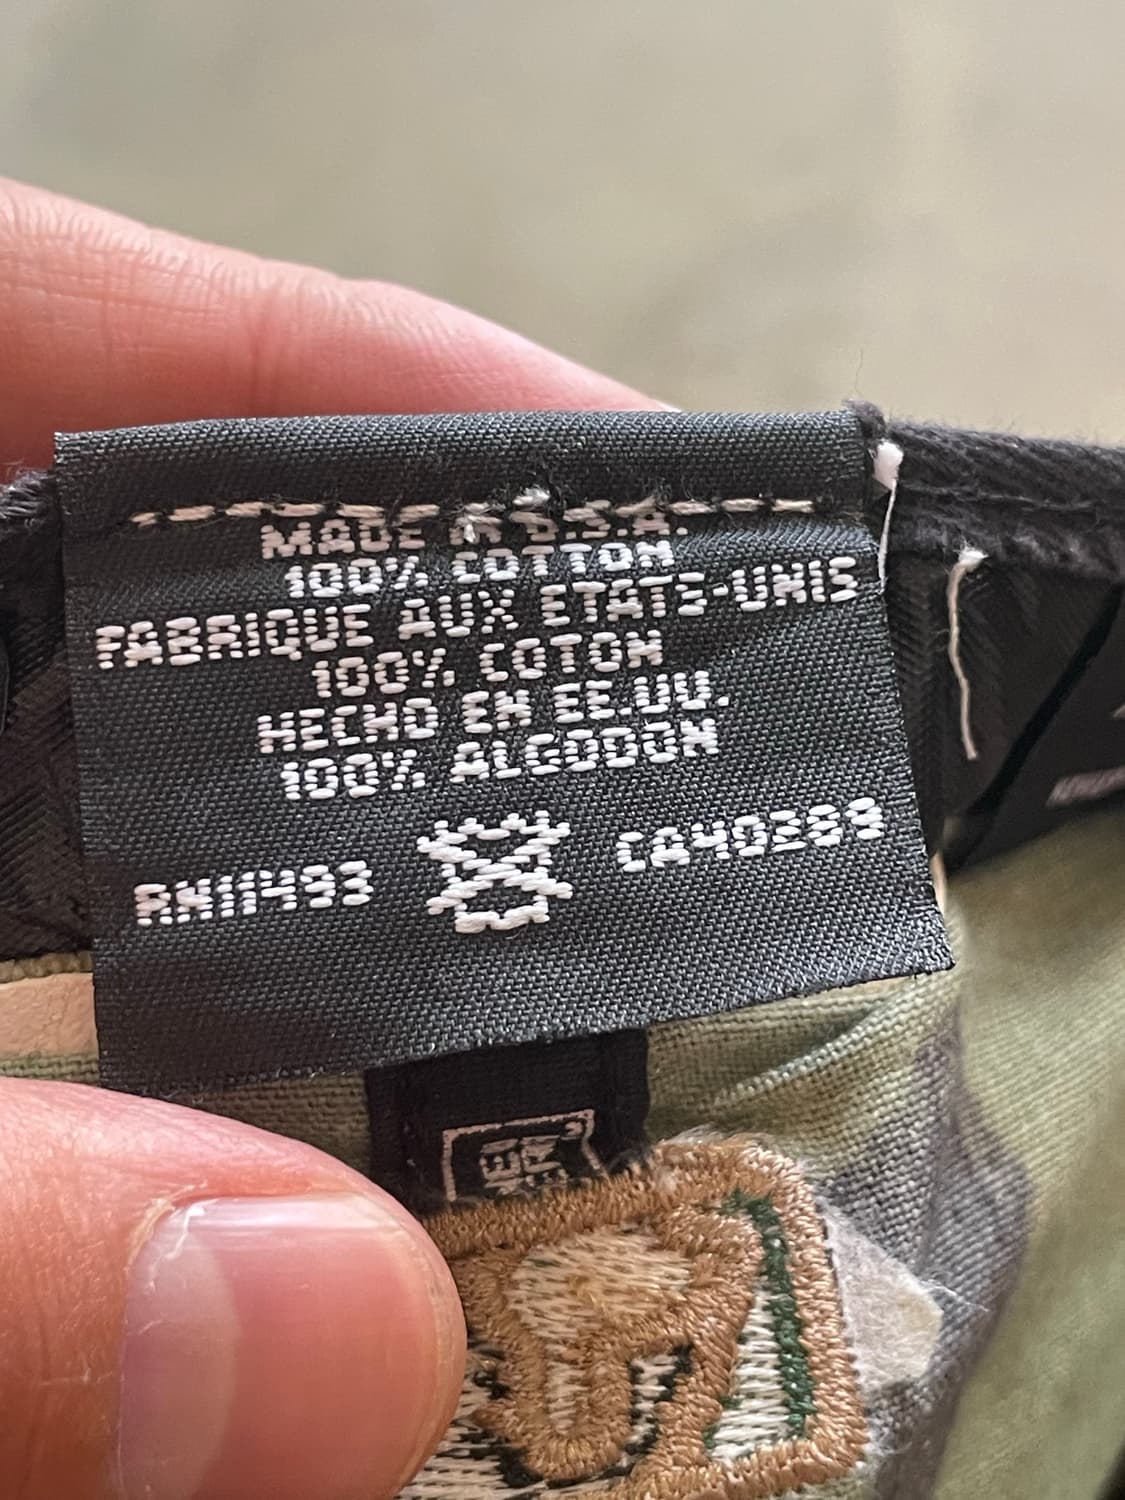 MADE IN U.S.A.
100% COTTON
FABRIQUE AUX ETATS-UNIS
100% COTON
HECHO EN EE.UU.
100% ALGODON
RN11493 CA40289